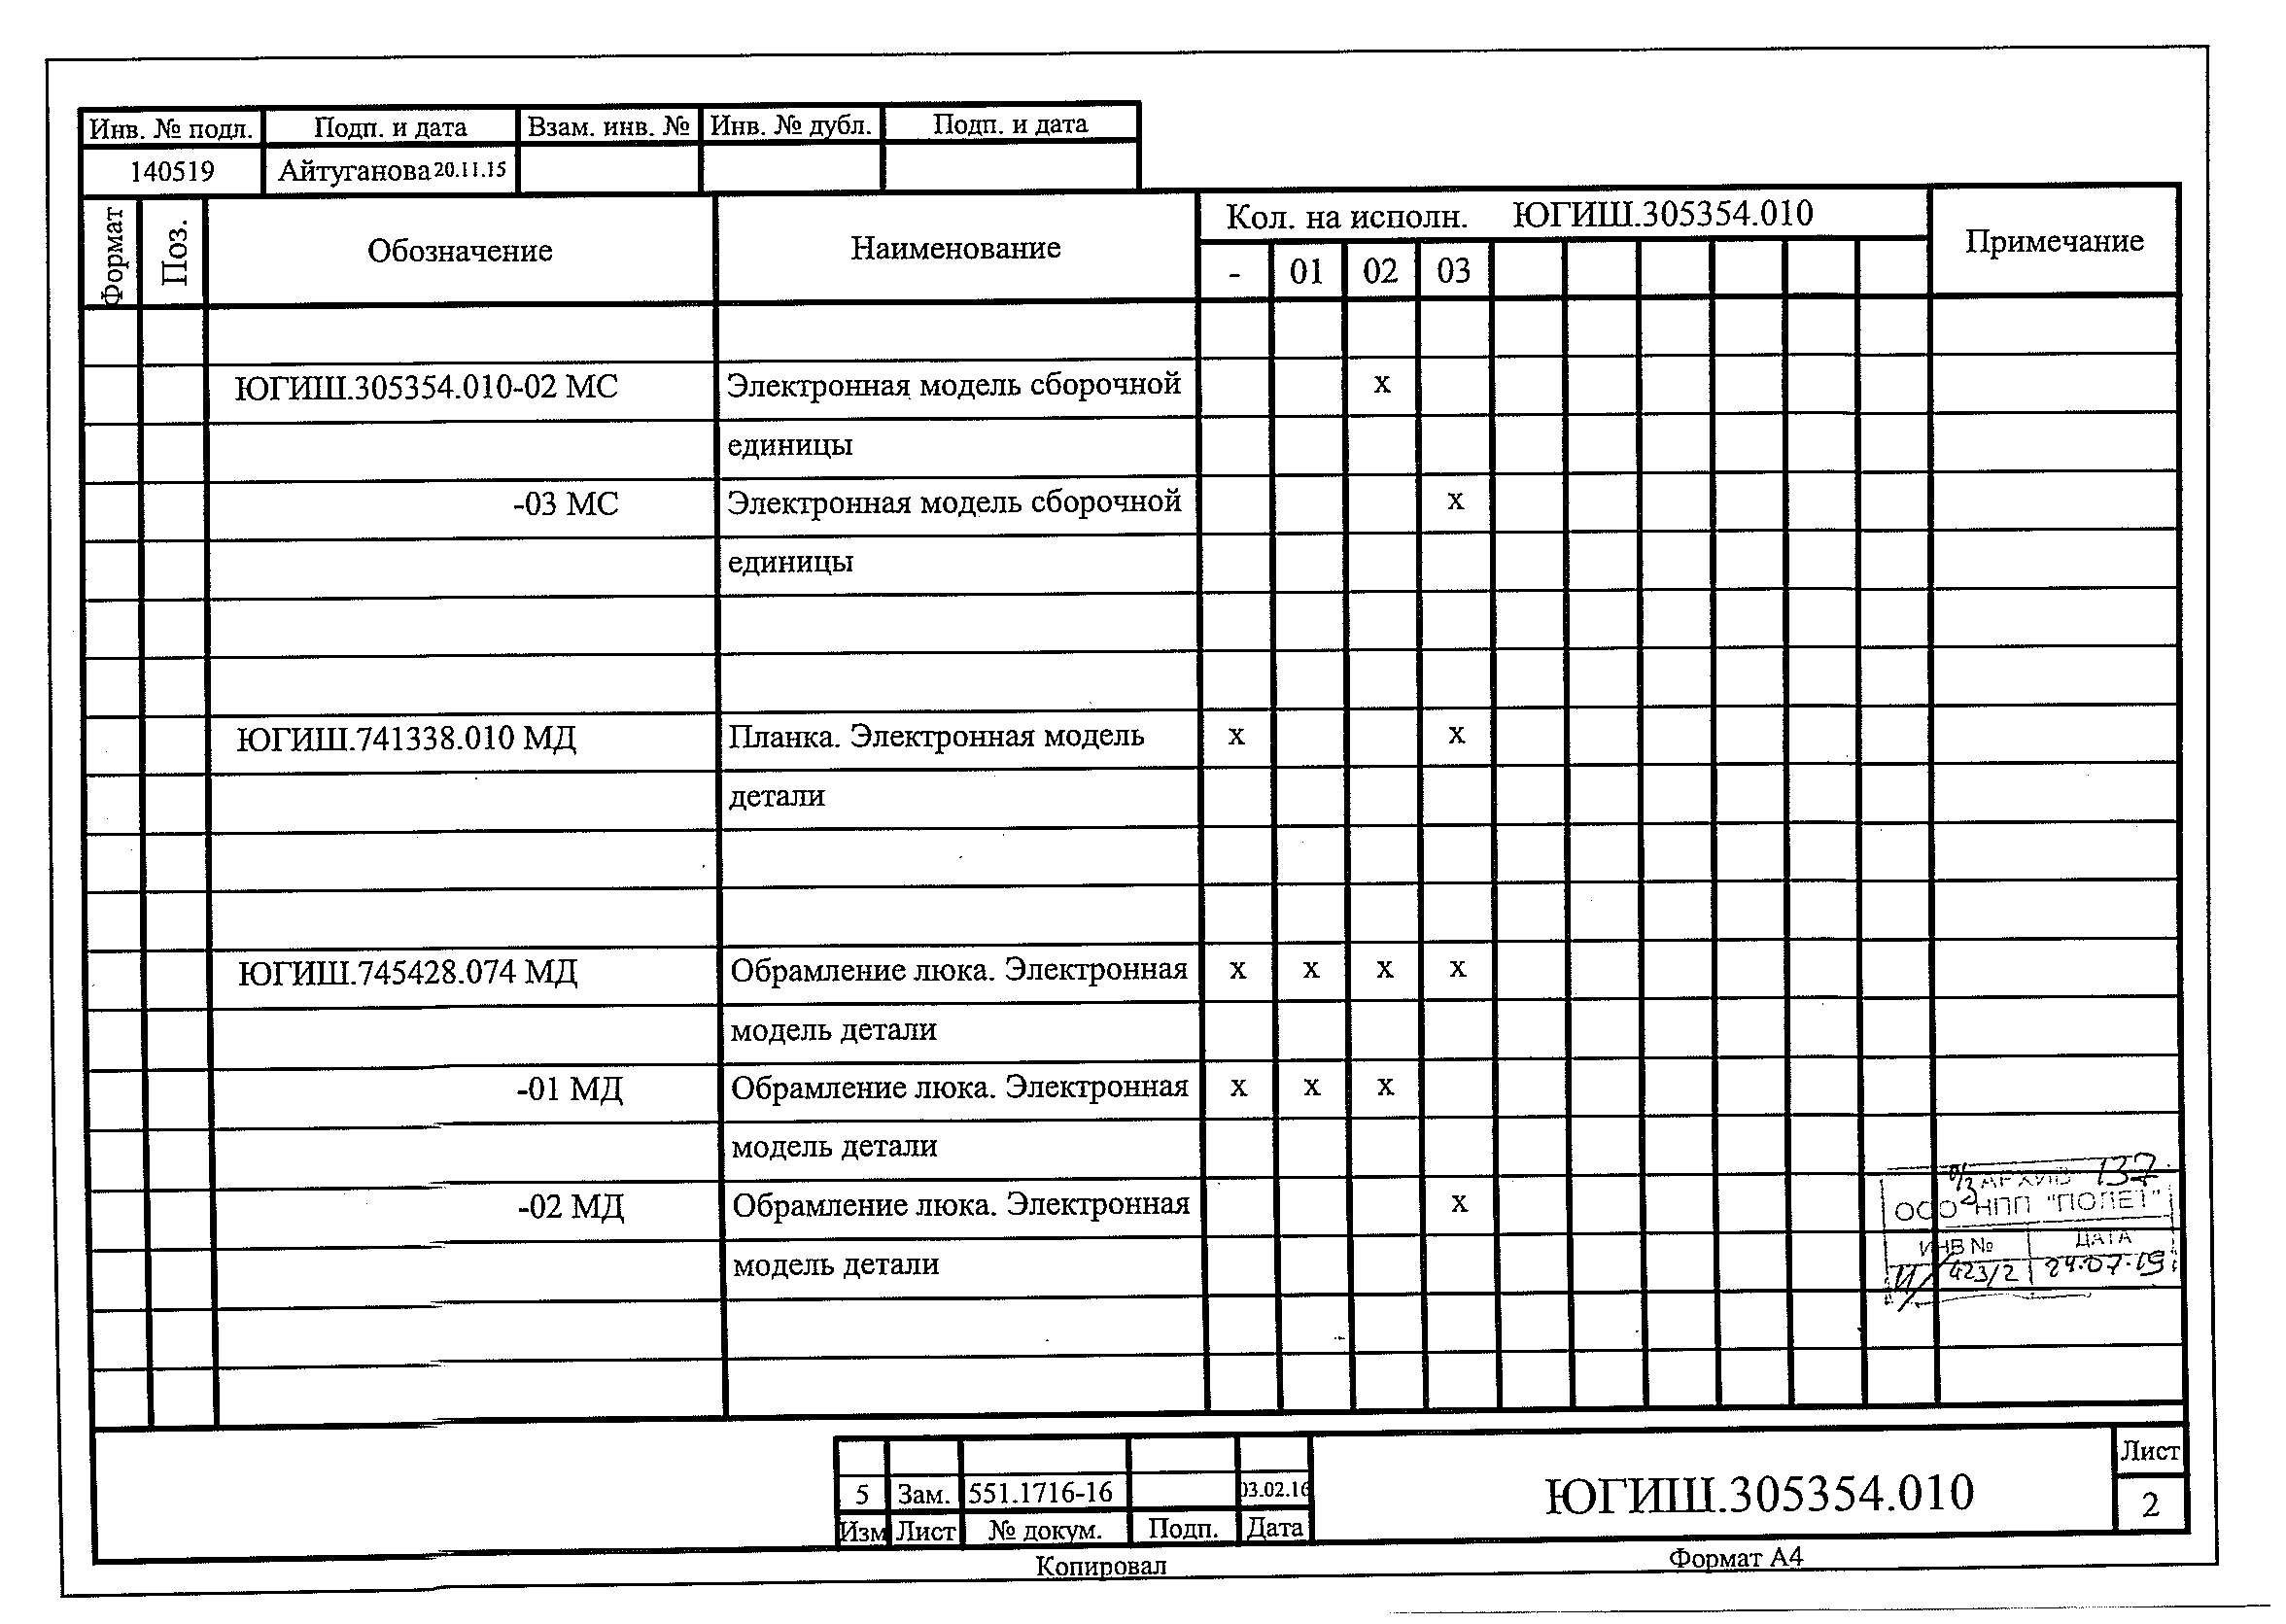 Инв. № подл. Подп. и дата Взам. инв. № Инв. № дубл. Подп. и дата
140519 Айтуганова 20.11.15
Формат Поз. Обозначение Наименование Кол. на исполн. ЮГИШ.305354.010 Примечание
- 01 02 03
ЮГИШ.305354.010-02 МС Электронная модель сборочной х
единицы
-03 МС Электронная модель сборочной х
единицы
ЮГИШ.741338.010 МД Планка. Электронная модель х х
детали
ЮГИШ.745428.074 МД Обрамление люка. Электронная х х х х
модель детали
-01 МД Обрамление люка. Электронная х х х
модель детали
-02 МД Обрамление люка. Электронная х
модель детали
АРХИВ 137
ООО НПП "ПОЛЕТ"
ИНВ № ДАТА
И/423/2 24.07.19
5 Зам. 551.1716-16 03.02.16
Изм Лист № докум. Подп. Дата
ЮГИШ.305354.010
Лист
2
Копировал Формат А4